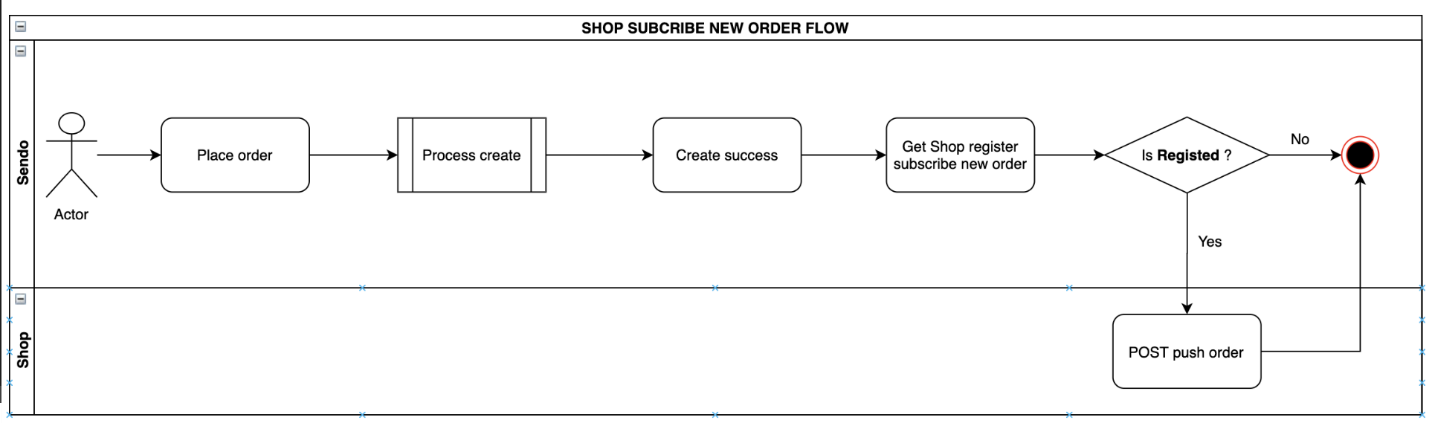 SHOP SUBCRIBE NEW ORDER FLOW
Sendo
Actor
Place order
Process create
Create success
Get Shop register
subscribe new order
Is Registed ?
No
Yes
Shop
POST push order